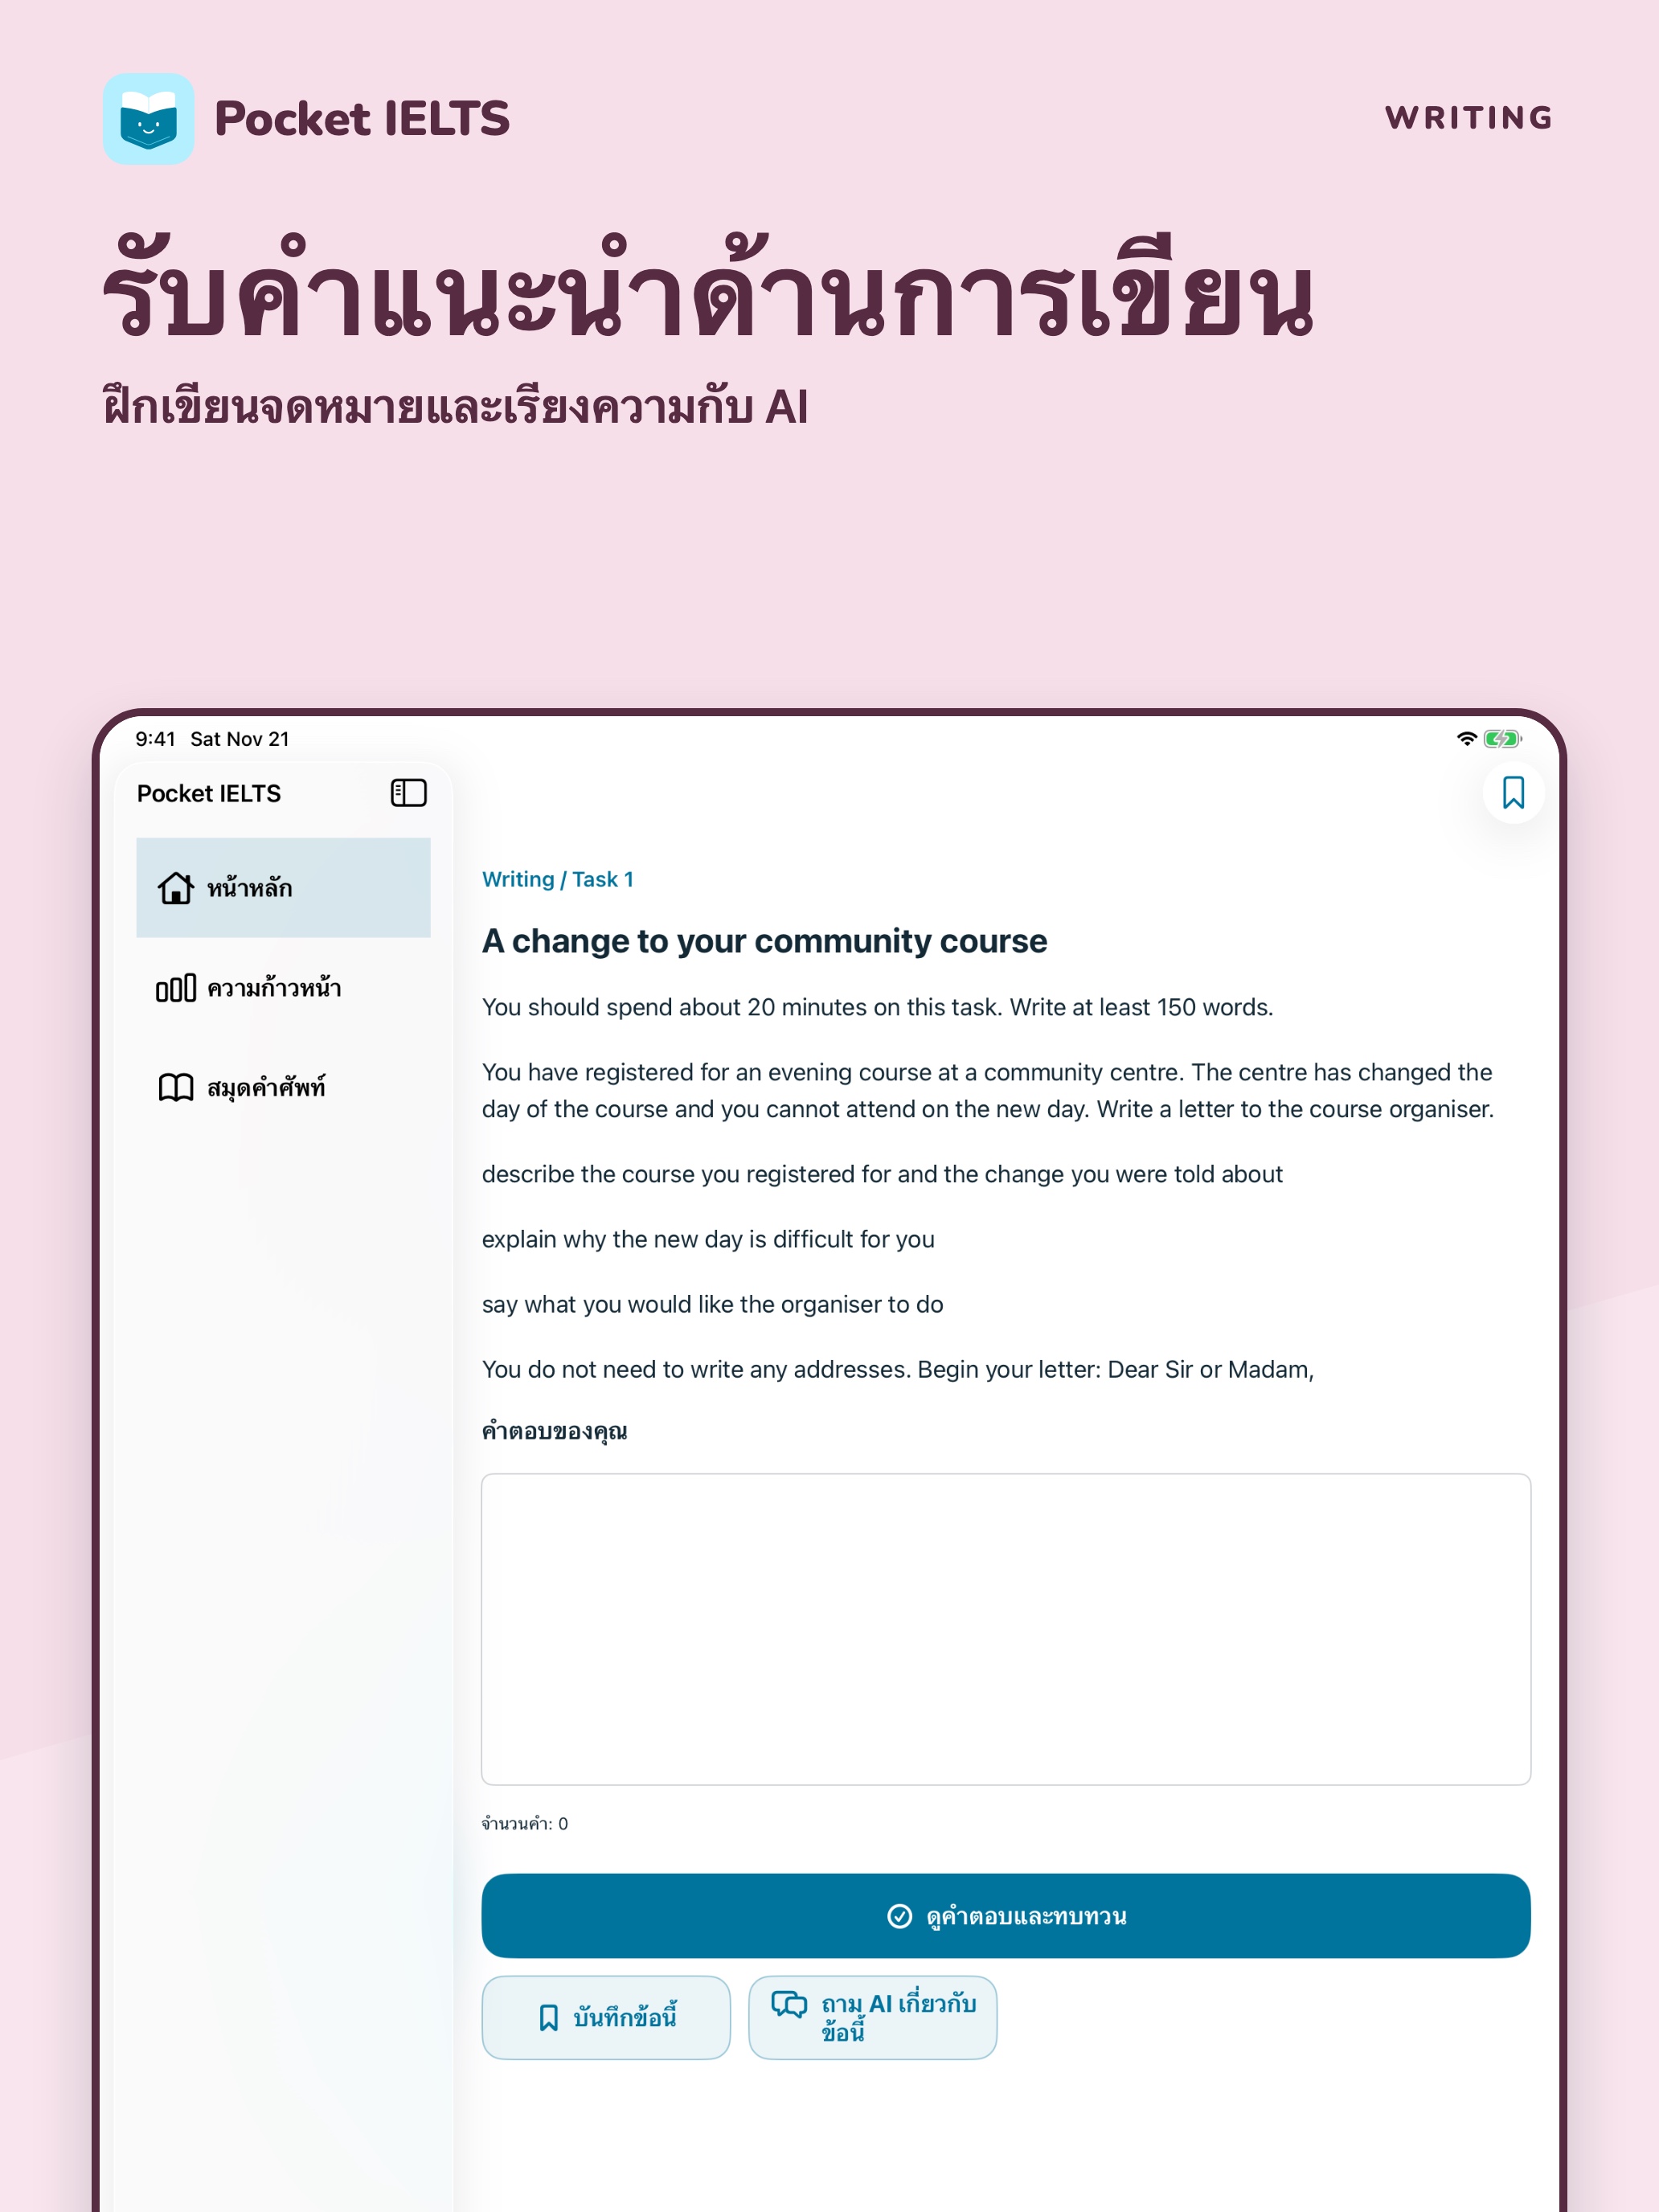 Pocket IELTS
WRITING
รับคำแนะนำด้านการเขียน
ฝึกเขียนจดหมายและเรียงความกับ AI
9:41 Sat Nov 21
Pocket IELTS
หน้าหลัก
ความก้าวหน้า
สมุดคำศัพท์
Writing / Task 1
A change to your community course
You should spend about 20 minutes on this task. Write at least 150 words.
You have registered for an evening course at a community centre. The centre has changed the
day of the course and you cannot attend on the new day. Write a letter to the course organiser.
describe the course you registered for and the change you were told about
explain why the new day is difficult for you
say what you would like the organiser to do
You do not need to write any addresses. Begin your letter: Dear Sir or Madam,
คำตอบของคุณ
จำนวนคำ: 0
ดูคำตอบและทบทวน
บันทึกข้อนี้
ถาม AI เกี่ยวกับ
ข้อนี้